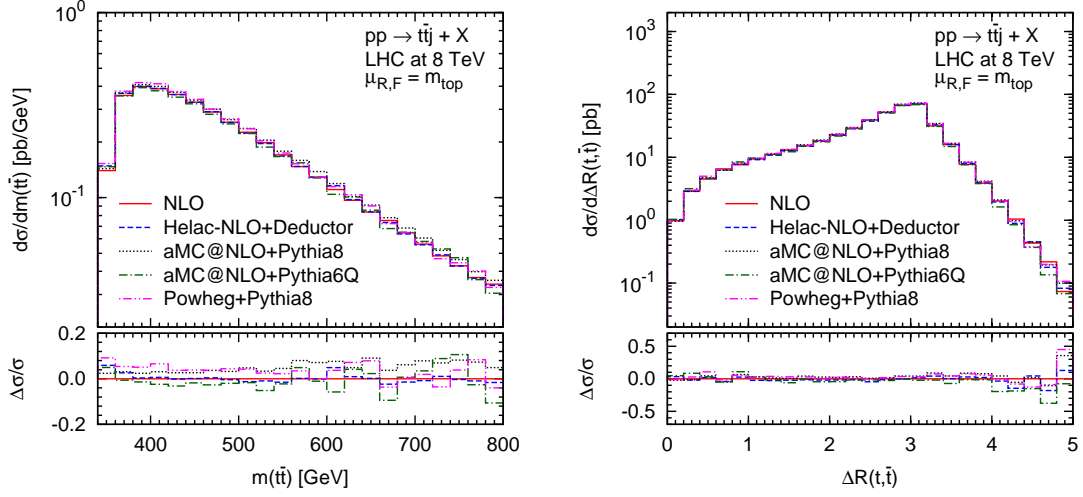 10⁰
10⁻¹
dσ/dm(tt̄) [pb/GeV]
pp → tt̄j + X
LHC at 8 TeV
μR,F = mtop
NLO
Helac-NLO+Deductor
aMC@NLO+Pythia8
aMC@NLO+Pythia6Q
Powheg+Pythia8
0.2
0.0
-0.2
Δσ/σ
400 500 600 700 800
m(tt̄) [GeV]
10³
10²
10¹
10⁰
10⁻¹
dσ/dΔR(t,t̄) [pb]
pp → tt̄j + X
LHC at 8 TeV
μR,F = mtop
NLO
Helac-NLO+Deductor
aMC@NLO+Pythia8
aMC@NLO+Pythia6Q
Powheg+Pythia8
0.5
0.0
-0.5
Δσ/σ
0 1 2 3 4 5
ΔR(t,t̄)